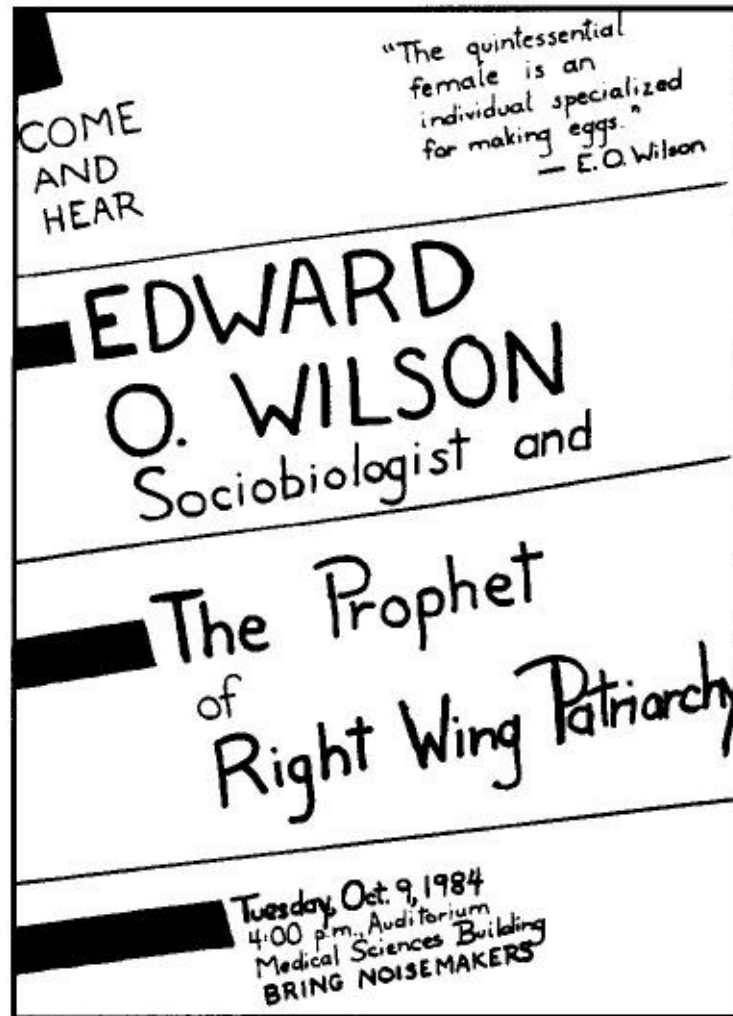 COME
AND
HEAR
"The quintessential
female is an
individual specialized
for making eggs."
— E.O. Wilson
EDWARD
O. WILSON
Sociobiologist and
The Prophet
of
Right Wing Patriarchy
Tuesday, Oct. 9, 1984
4:00 p.m., Auditorium
Medical Sciences Building
BRING NOISEMAKERS